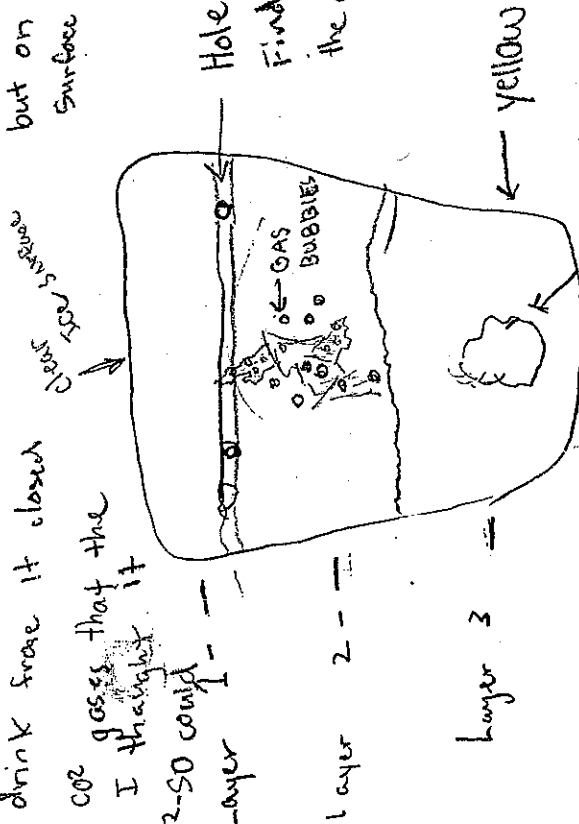 drink froze it closed
CO2 gases that the
I thought it
2-SO could
Layer 1 -
Layer 2 -
Layer 3
clear ice surface
but on
surface
Hole
Find
the
← GAS
BUBBLES
yellow